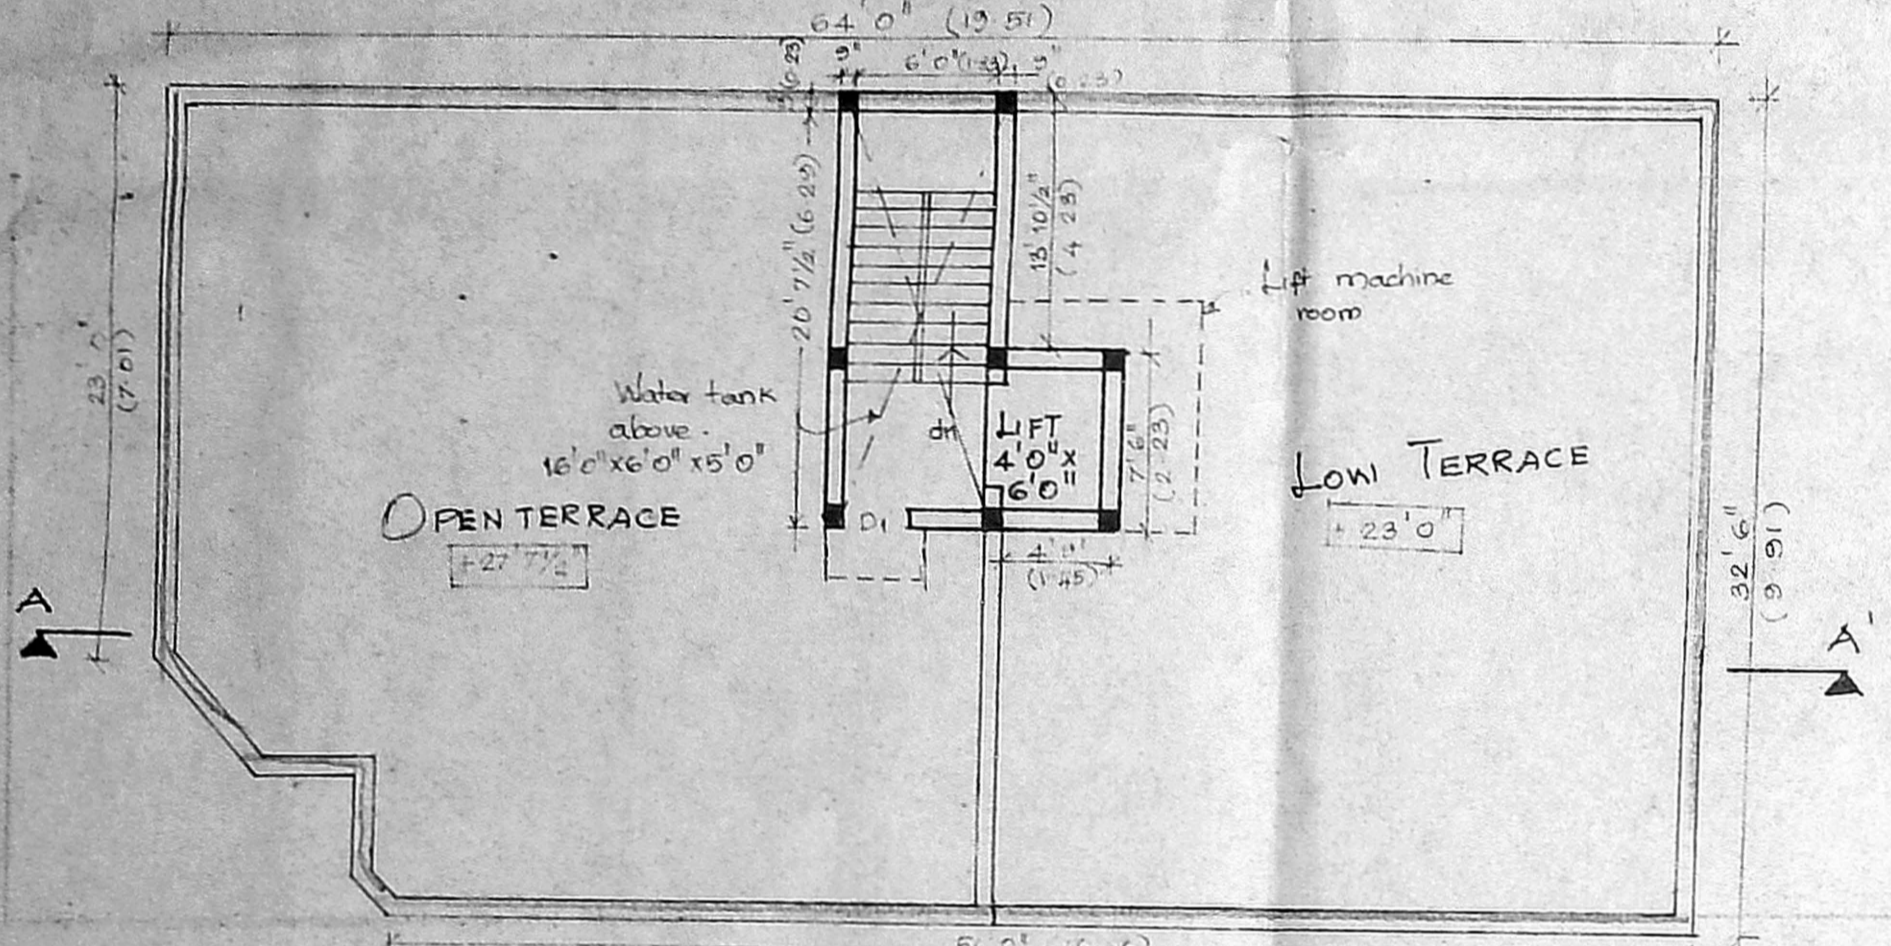 64'0" (19.51)
9"
6'0"
9"
(0.23)
(0.23)
20' 7½" (6.29)
13' 10½"
(4.23)
23'0"
(7.01)
Lift machine
room
Water tank
above.
16'0"x6'0"x5'0"
dn
LIFT
4'0"x
6'0"
7'6"
(2.23)
LOW TERRACE
+ 23'0"
OPEN TERRACE
+27'7½"
D1
(1.45)
32'6"
(9.91)
A
A'